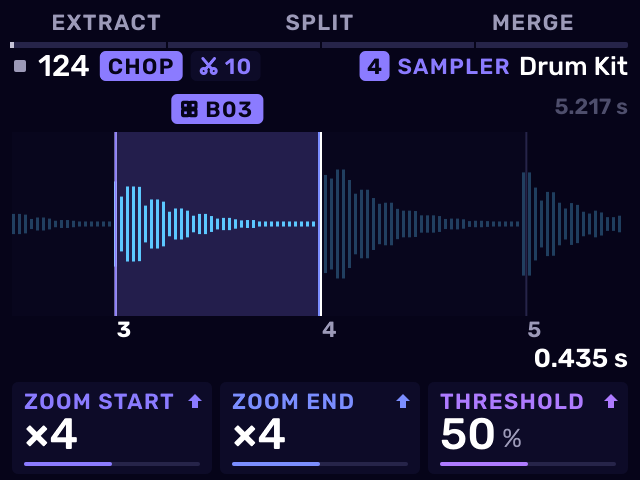 EXTRACT SPLIT MERGE
124 CHOP 10 4 SAMPLER Drum Kit
B03 5.217 s
3 4 5
0.435 s
ZOOM START ZOOM END THRESHOLD
×4 ×4 50 %